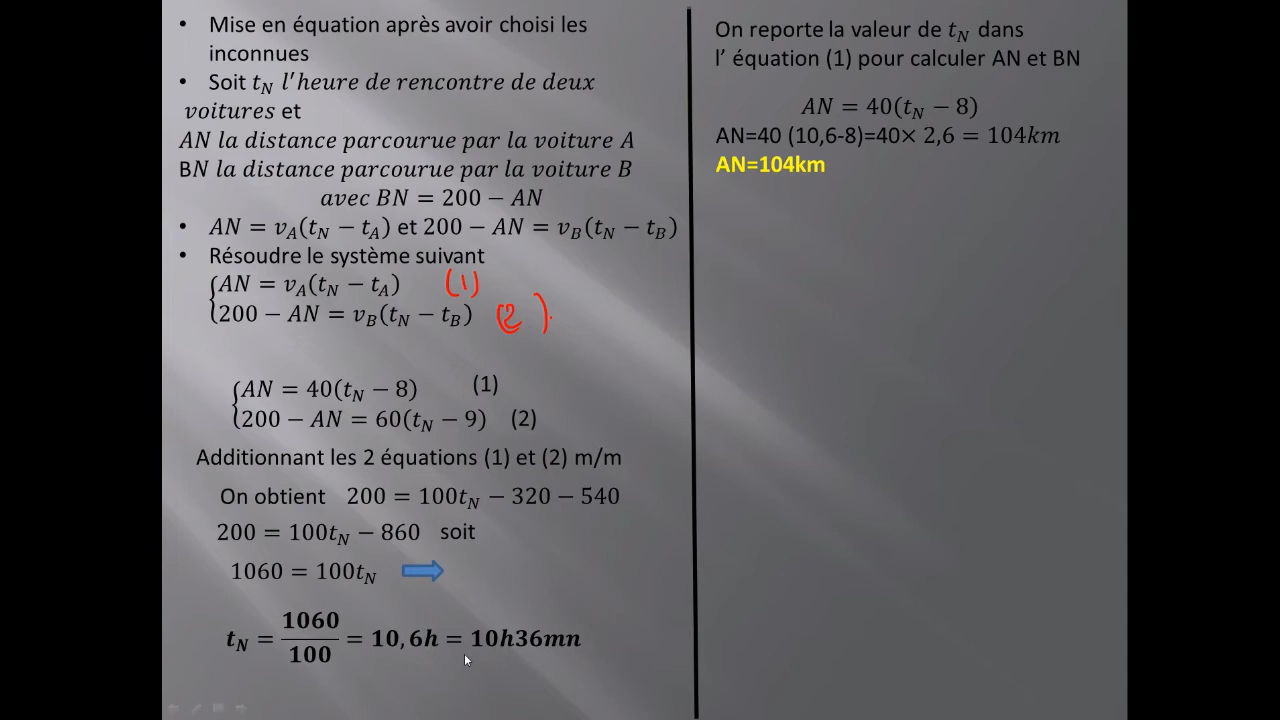 • Mise en équation après avoir choisi les
inconnues
• Soit t_N l'heure de rencontre de deux
voitures et
AN la distance parcourue par la voiture A
BN la distance parcourue par la voiture B
avec BN = 200 − AN
• AN = v_A(t_N − t_A) et 200 − AN = v_B(t_N − t_B)
• Résoudre le système suivant
{AN = v_A(t_N − t_A) (1)
200 − AN = v_B(t_N − t_B) (2)
{AN = 40(t_N − 8) (1)
200 − AN = 60(t_N − 9) (2)
Additionnant les 2 équations (1) et (2) m/m
On obtient 200 = 100t_N − 320 − 540
200 = 100t_N − 860 soit
1060 = 100t_N
t_N = 1060/100 = 10,6h = 10h36mn
On reporte la valeur de t_N dans
l' équation (1) pour calculer AN et BN
AN = 40(t_N − 8)
AN=40 (10,6-8)=40× 2,6 = 104km
AN=104km